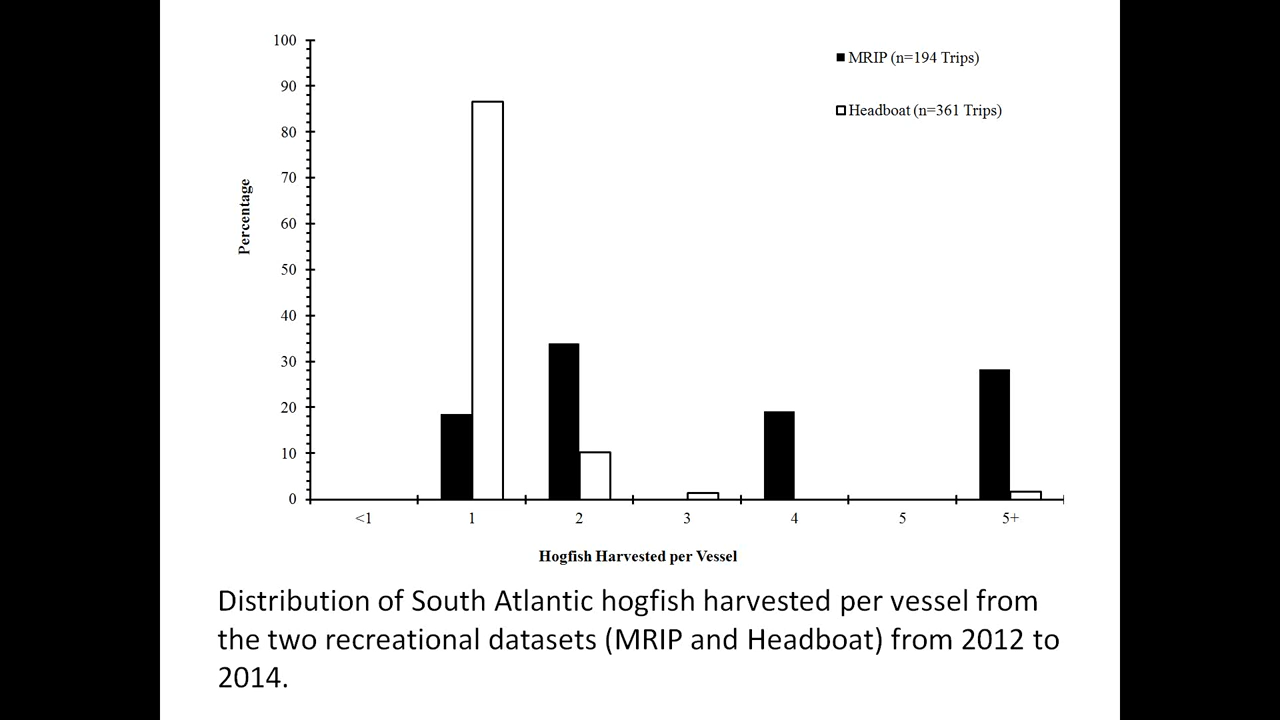 100
90
80
70
60
50
40
30
20
10
0
Percentage
MRIP (n=194 Trips)
Headboat (n=361 Trips)
<1 1 2 3 4 5 5+
Hogfish Harvested per Vessel
Distribution of South Atlantic hogfish harvested per vessel from
the two recreational datasets (MRIP and Headboat) from 2012 to
2014.